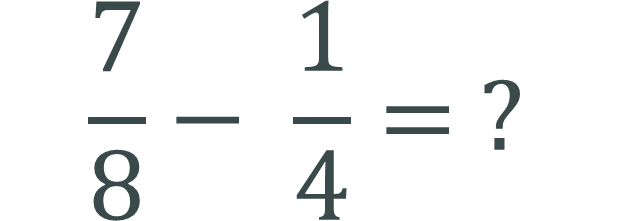 7/8 − 1/4 = ?